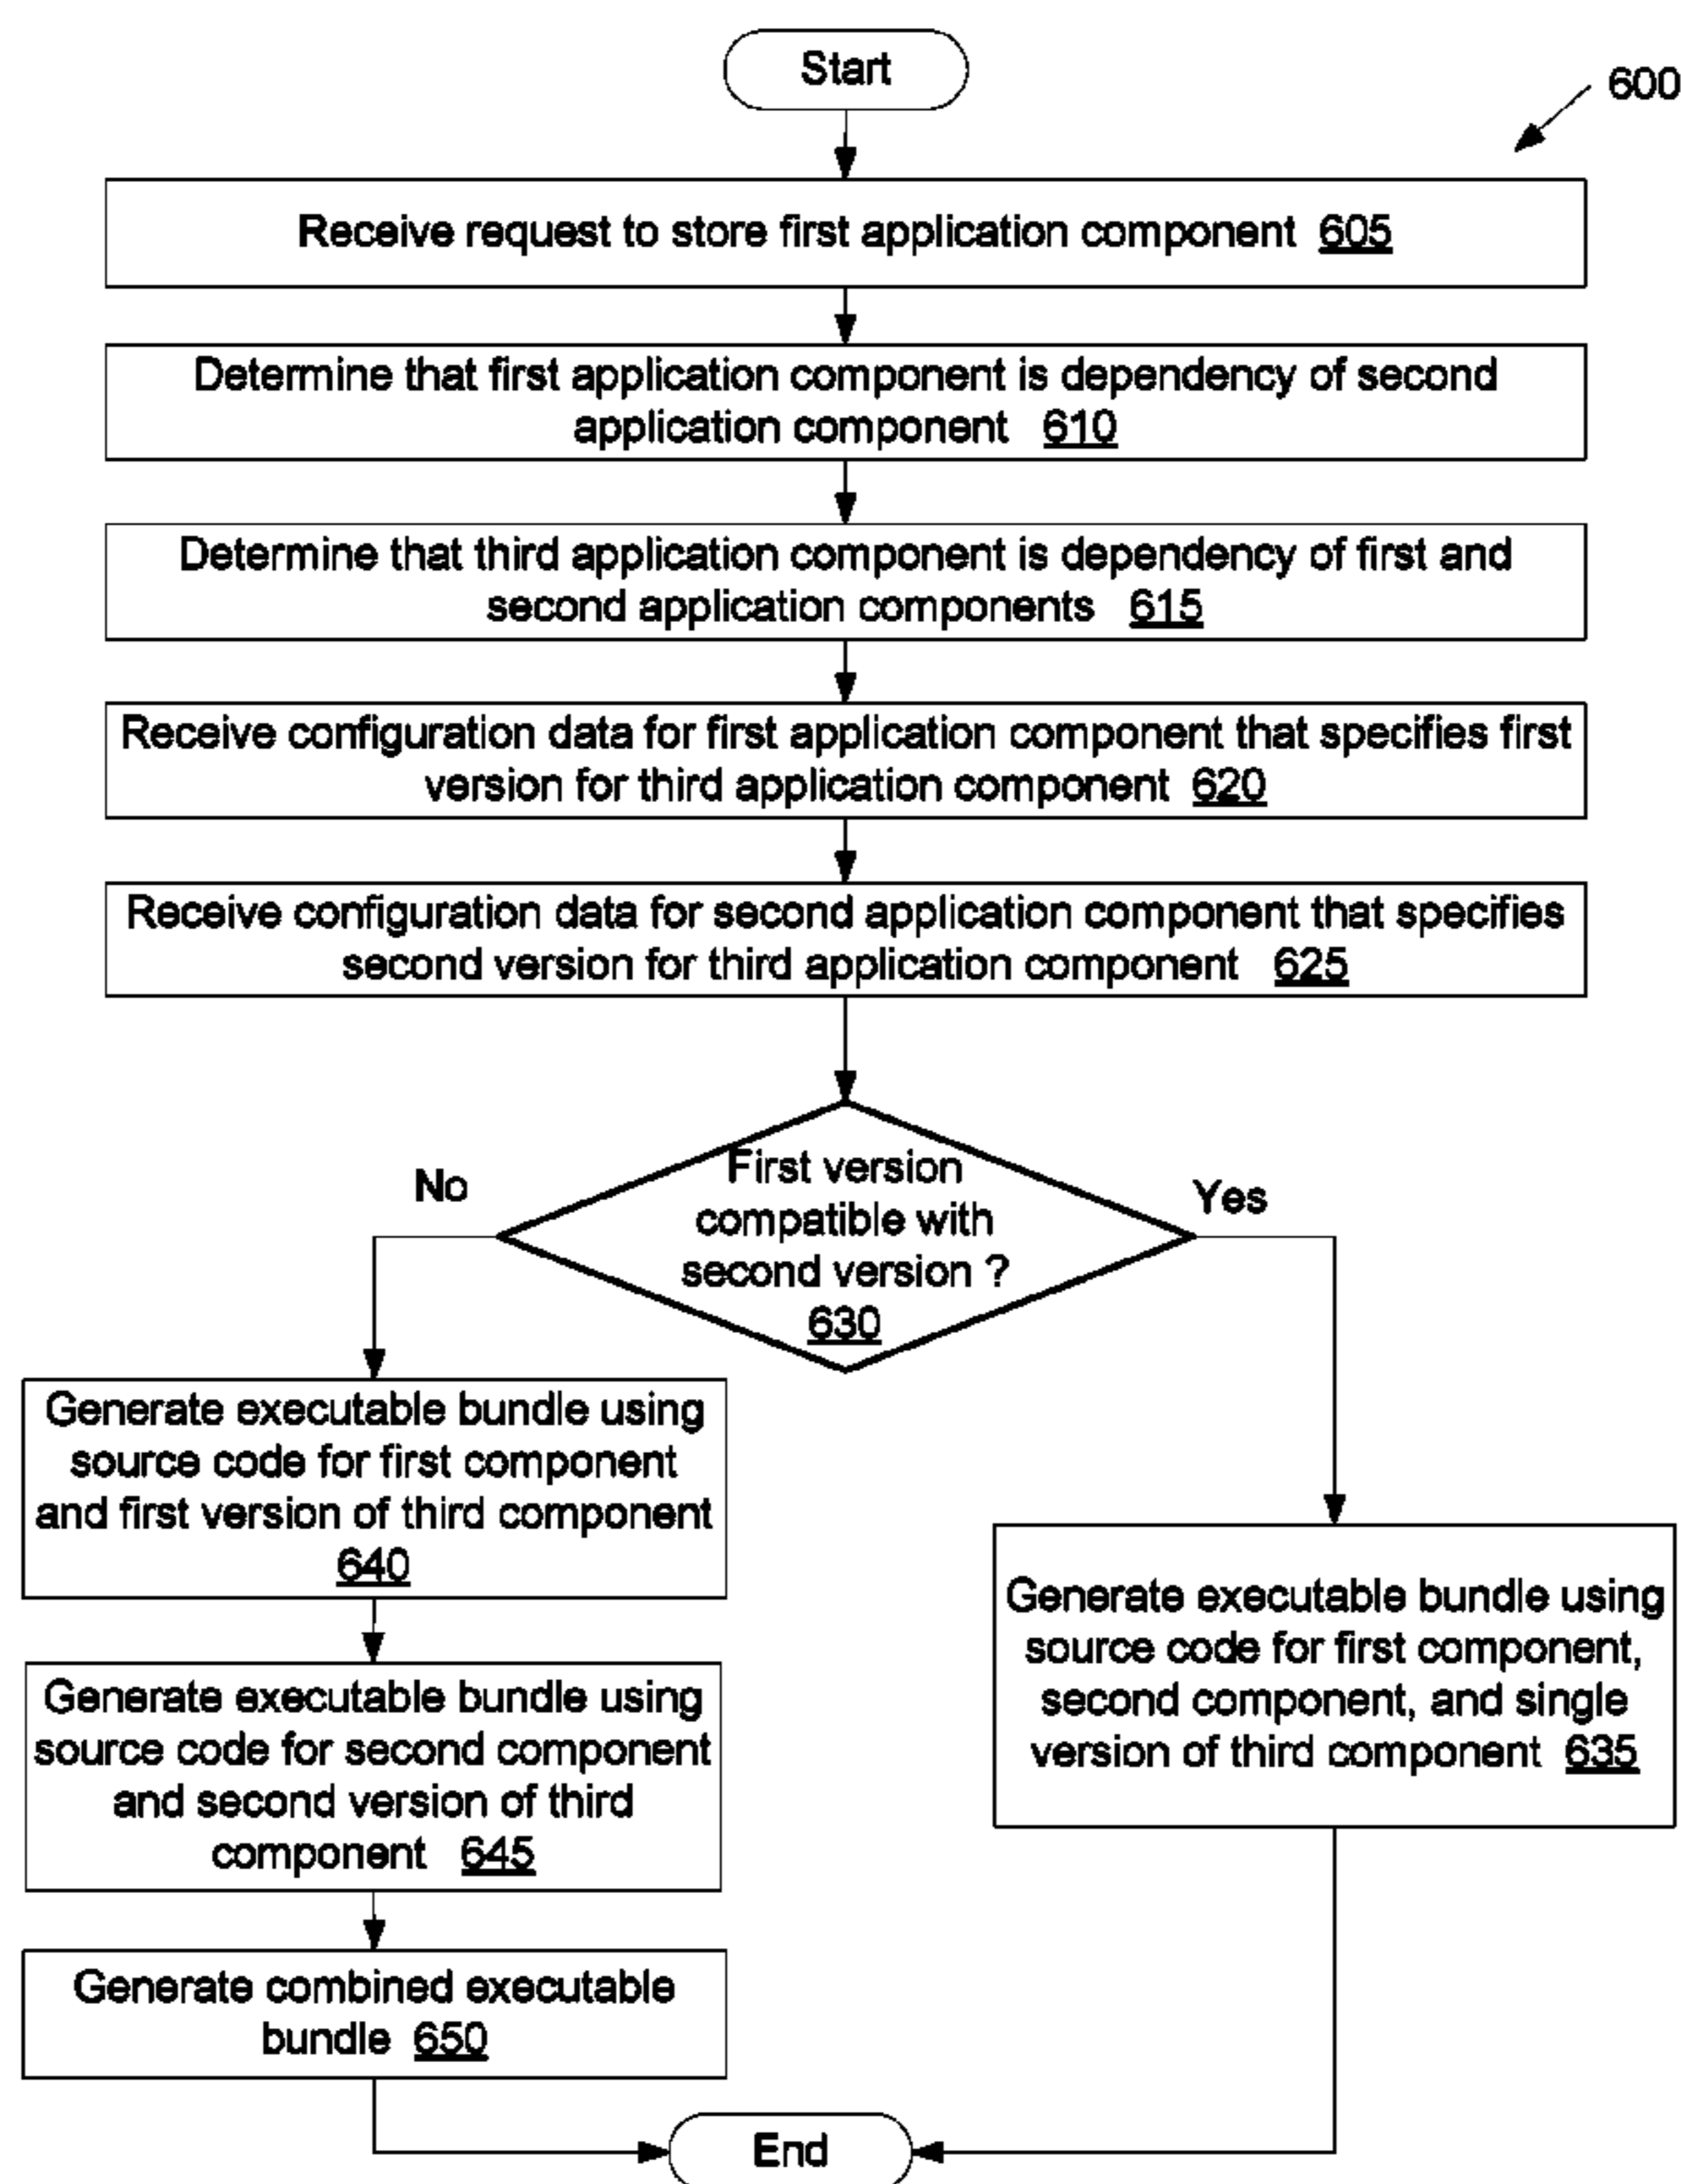 Start
600
Receive request to store first application component 605
Determine that first application component is dependency of second
application component 610
Determine that third application component is dependency of first and
second application components 615
Receive configuration data for first application component that specifies first
version for third application component 620
Receive configuration data for second application component that specifies
second version for third application component 625
No
First version
compatible with
second version ?
630
Yes
Generate executable bundle using
source code for first component
and first version of third component
640
Generate executable bundle using
source code for second component
and second version of third
component 645
Generate combined executable
bundle 650
Generate executable bundle using
source code for first component,
second component, and single
version of third component 635
End